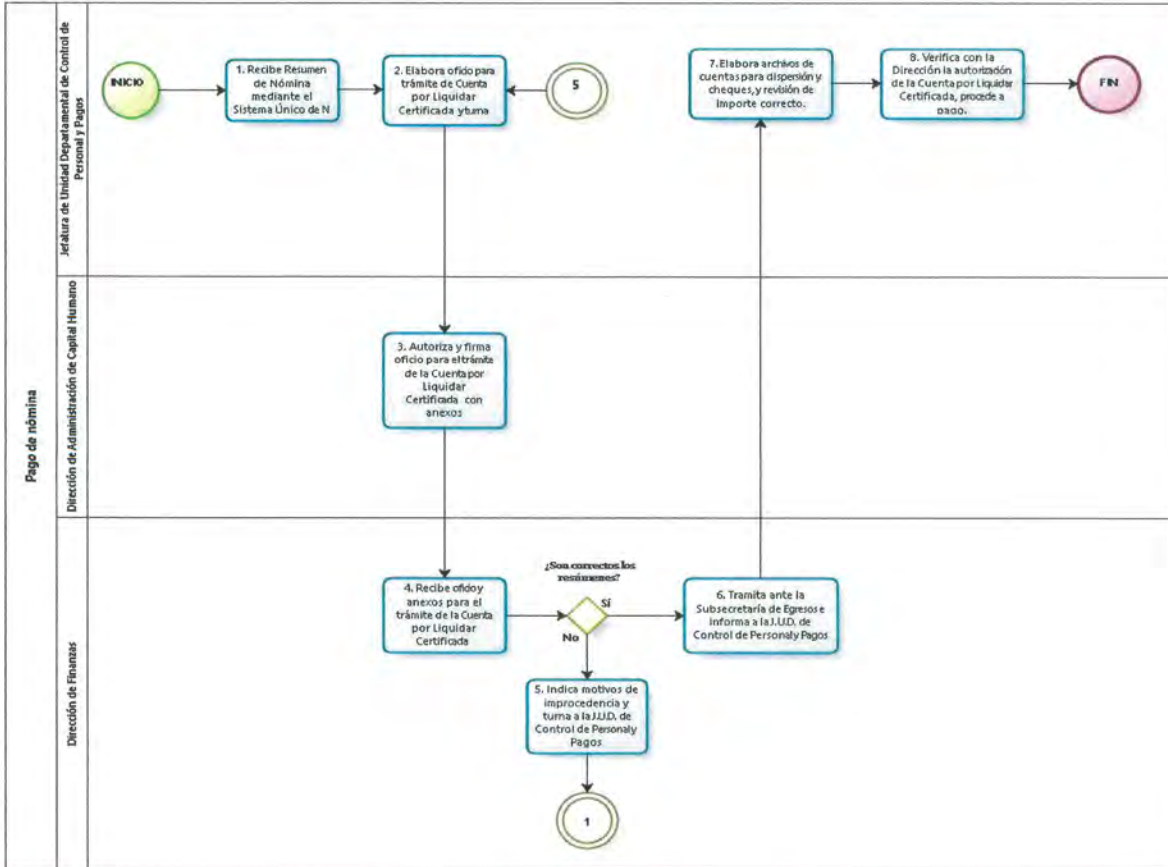 Pago de nómina
Jefatura de Unidad Departamental de Control de
Personal y Pagos
INICIO
1. Recibe Resumen
de Nómina
mediante el
Sistema Único de N
2. Elabora oficio para
trámite de Cuenta
por Liquidar
Certificada y turna
5
7. Elabora archivos de
cuentas para dispersión y
cheques, y revisión de
importe correcto.
8. Verifica con la
Dirección la autorización
de la Cuenta por Liquidar
Certificada, procede a
pago.
FIN
Dirección de Administración de Capital Humano
3. Autoriza y firma
oficio para el trámite
de la Cuenta por
Liquidar
Certificada con
anexos
Dirección de Finanzas
4. Recibe oficio y
anexos para el
trámite de la Cuenta
por Liquidar
Certificada
¿Son correctos los
resúmenes?
Sí
No
6. Tramita ante la
Subsecretaría de Egresos e
informa a la J.U.D. de
Control de Personal y Pagos
5. Indica motivos de
improcedencia y
turna a la J.U.D. de
Control de Personal y
Pagos
1